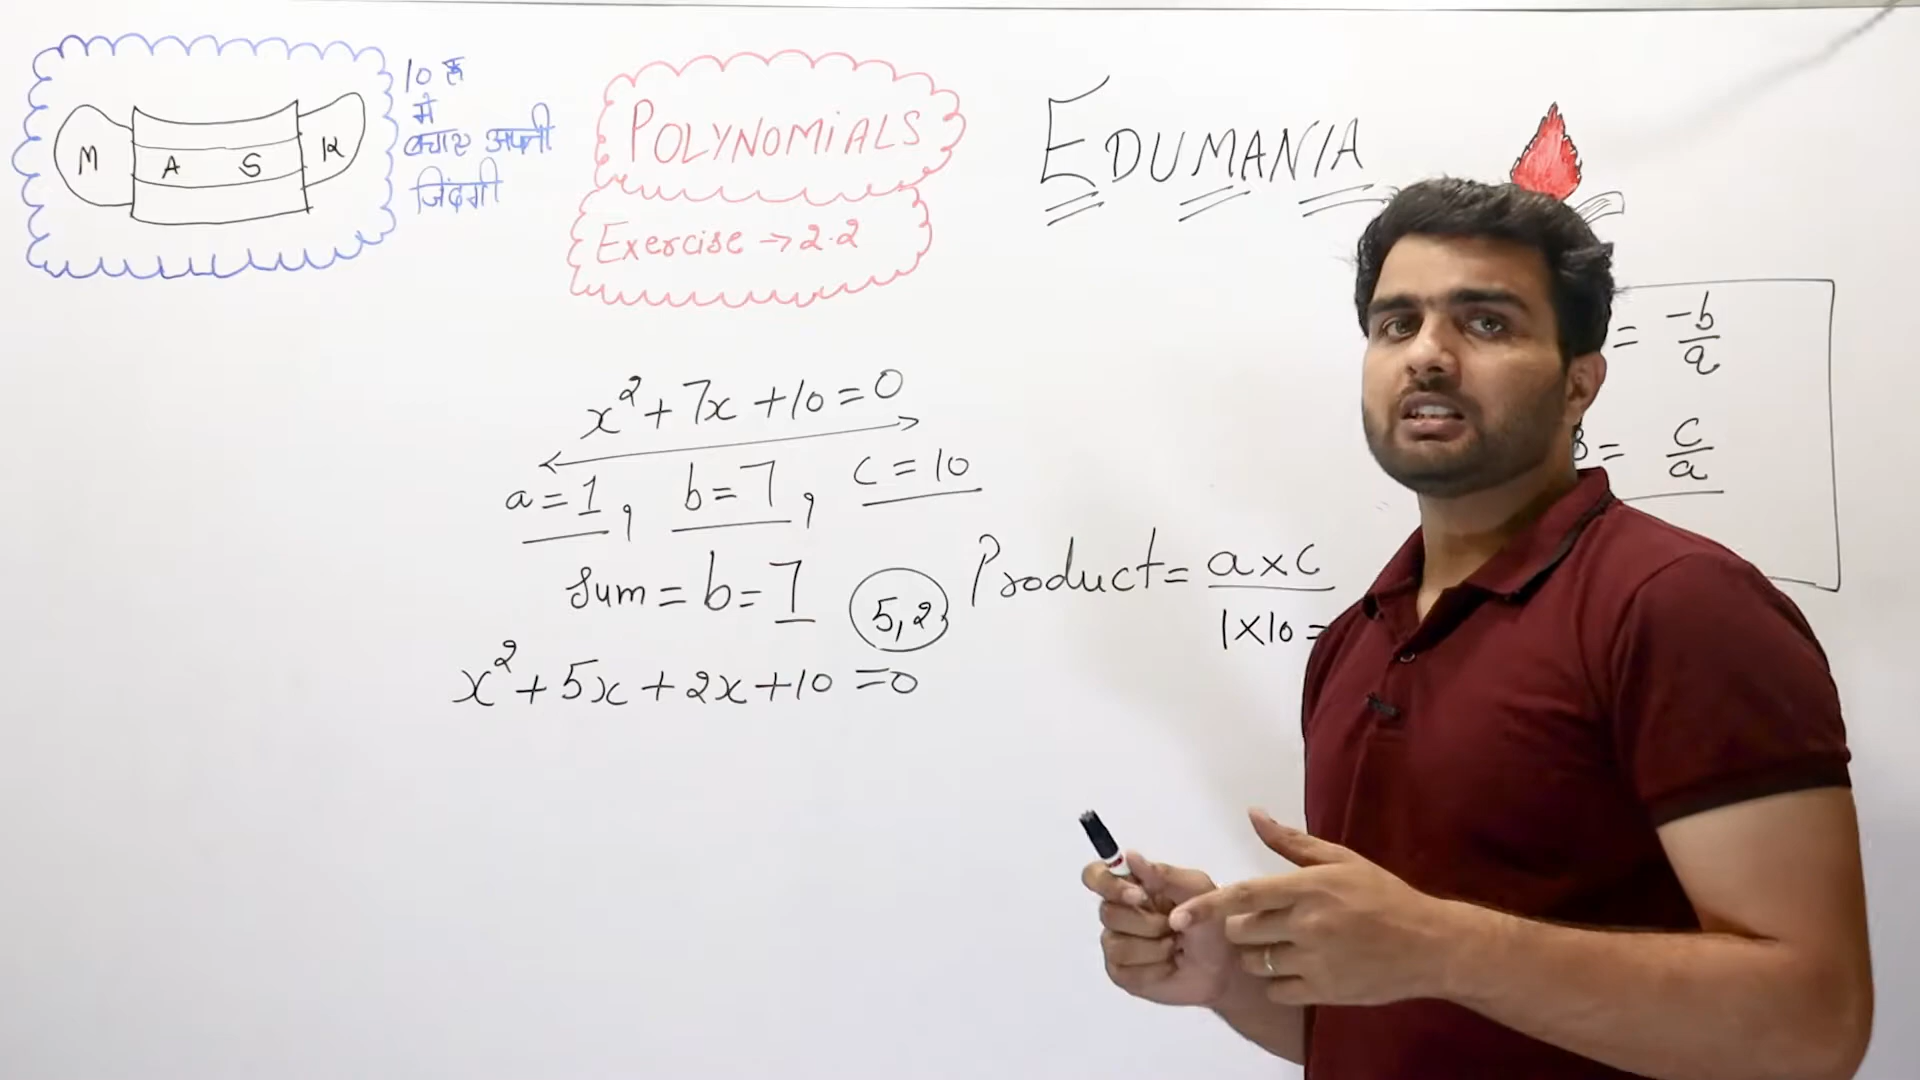 M A S K
10 रु
में
बचाए अपनी
जिंदगी
POLYNOMIALS
Exercise → 2.2
EDUMANIA
= -b/a
β = c/a
x² + 7x + 10 = 0
a = 1, b = 7, c = 10
Sum = b = 7
5, 2
Product = a × c
1 × 10 =
x² + 5x + 2x + 10 = 0